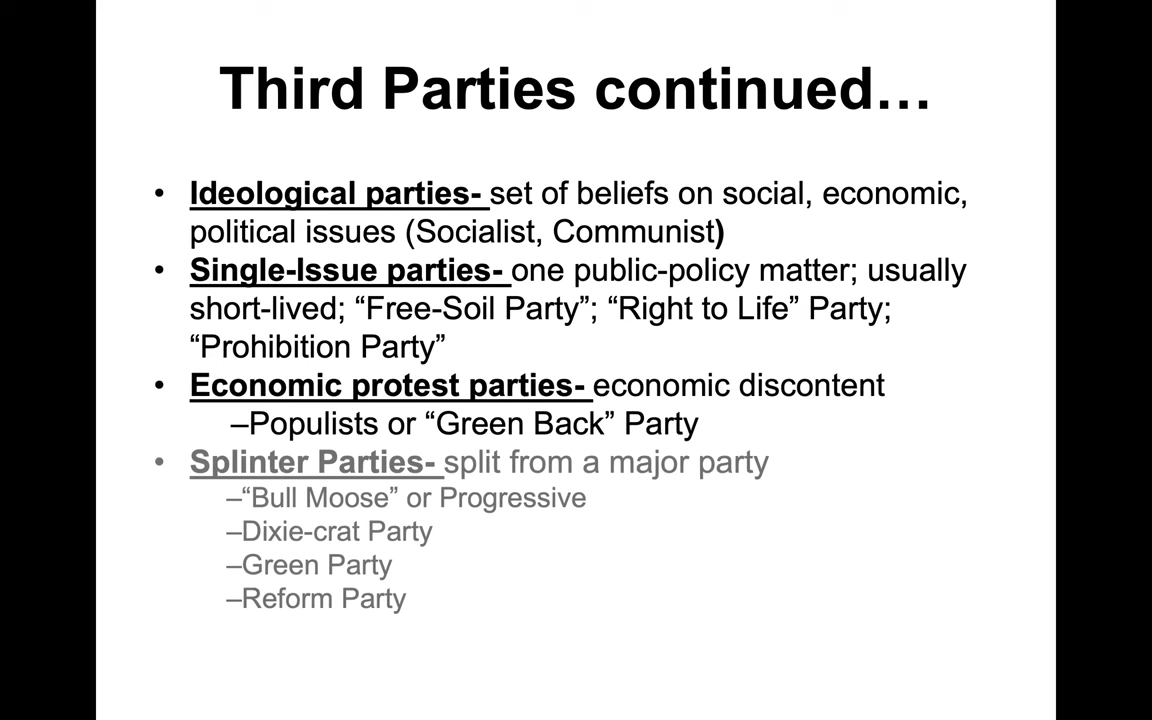 Third Parties continued…
• Ideological parties- set of beliefs on social, economic,
political issues (Socialist, Communist)
• Single-Issue parties- one public-policy matter; usually
short-lived; “Free-Soil Party”; “Right to Life” Party;
“Prohibition Party”
• Economic protest parties- economic discontent
–Populists or “Green Back” Party
• Splinter Parties- split from a major party
–“Bull Moose” or Progressive
–Dixie-crat Party
–Green Party
–Reform Party